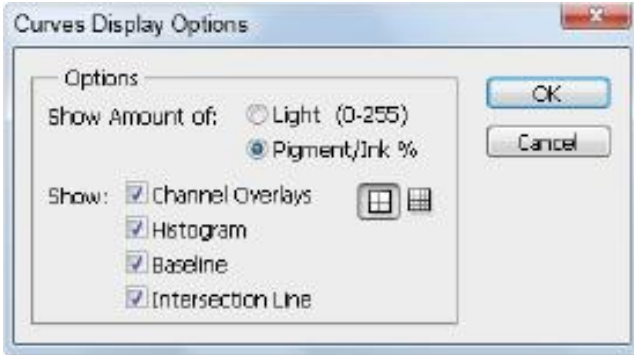 Curves Display Options
Options
Show Amount of: Light (0-255)
Pigment/Ink %
Show: Channel Overlays
Histogram
Baseline
Intersection Line
OK
Cancel